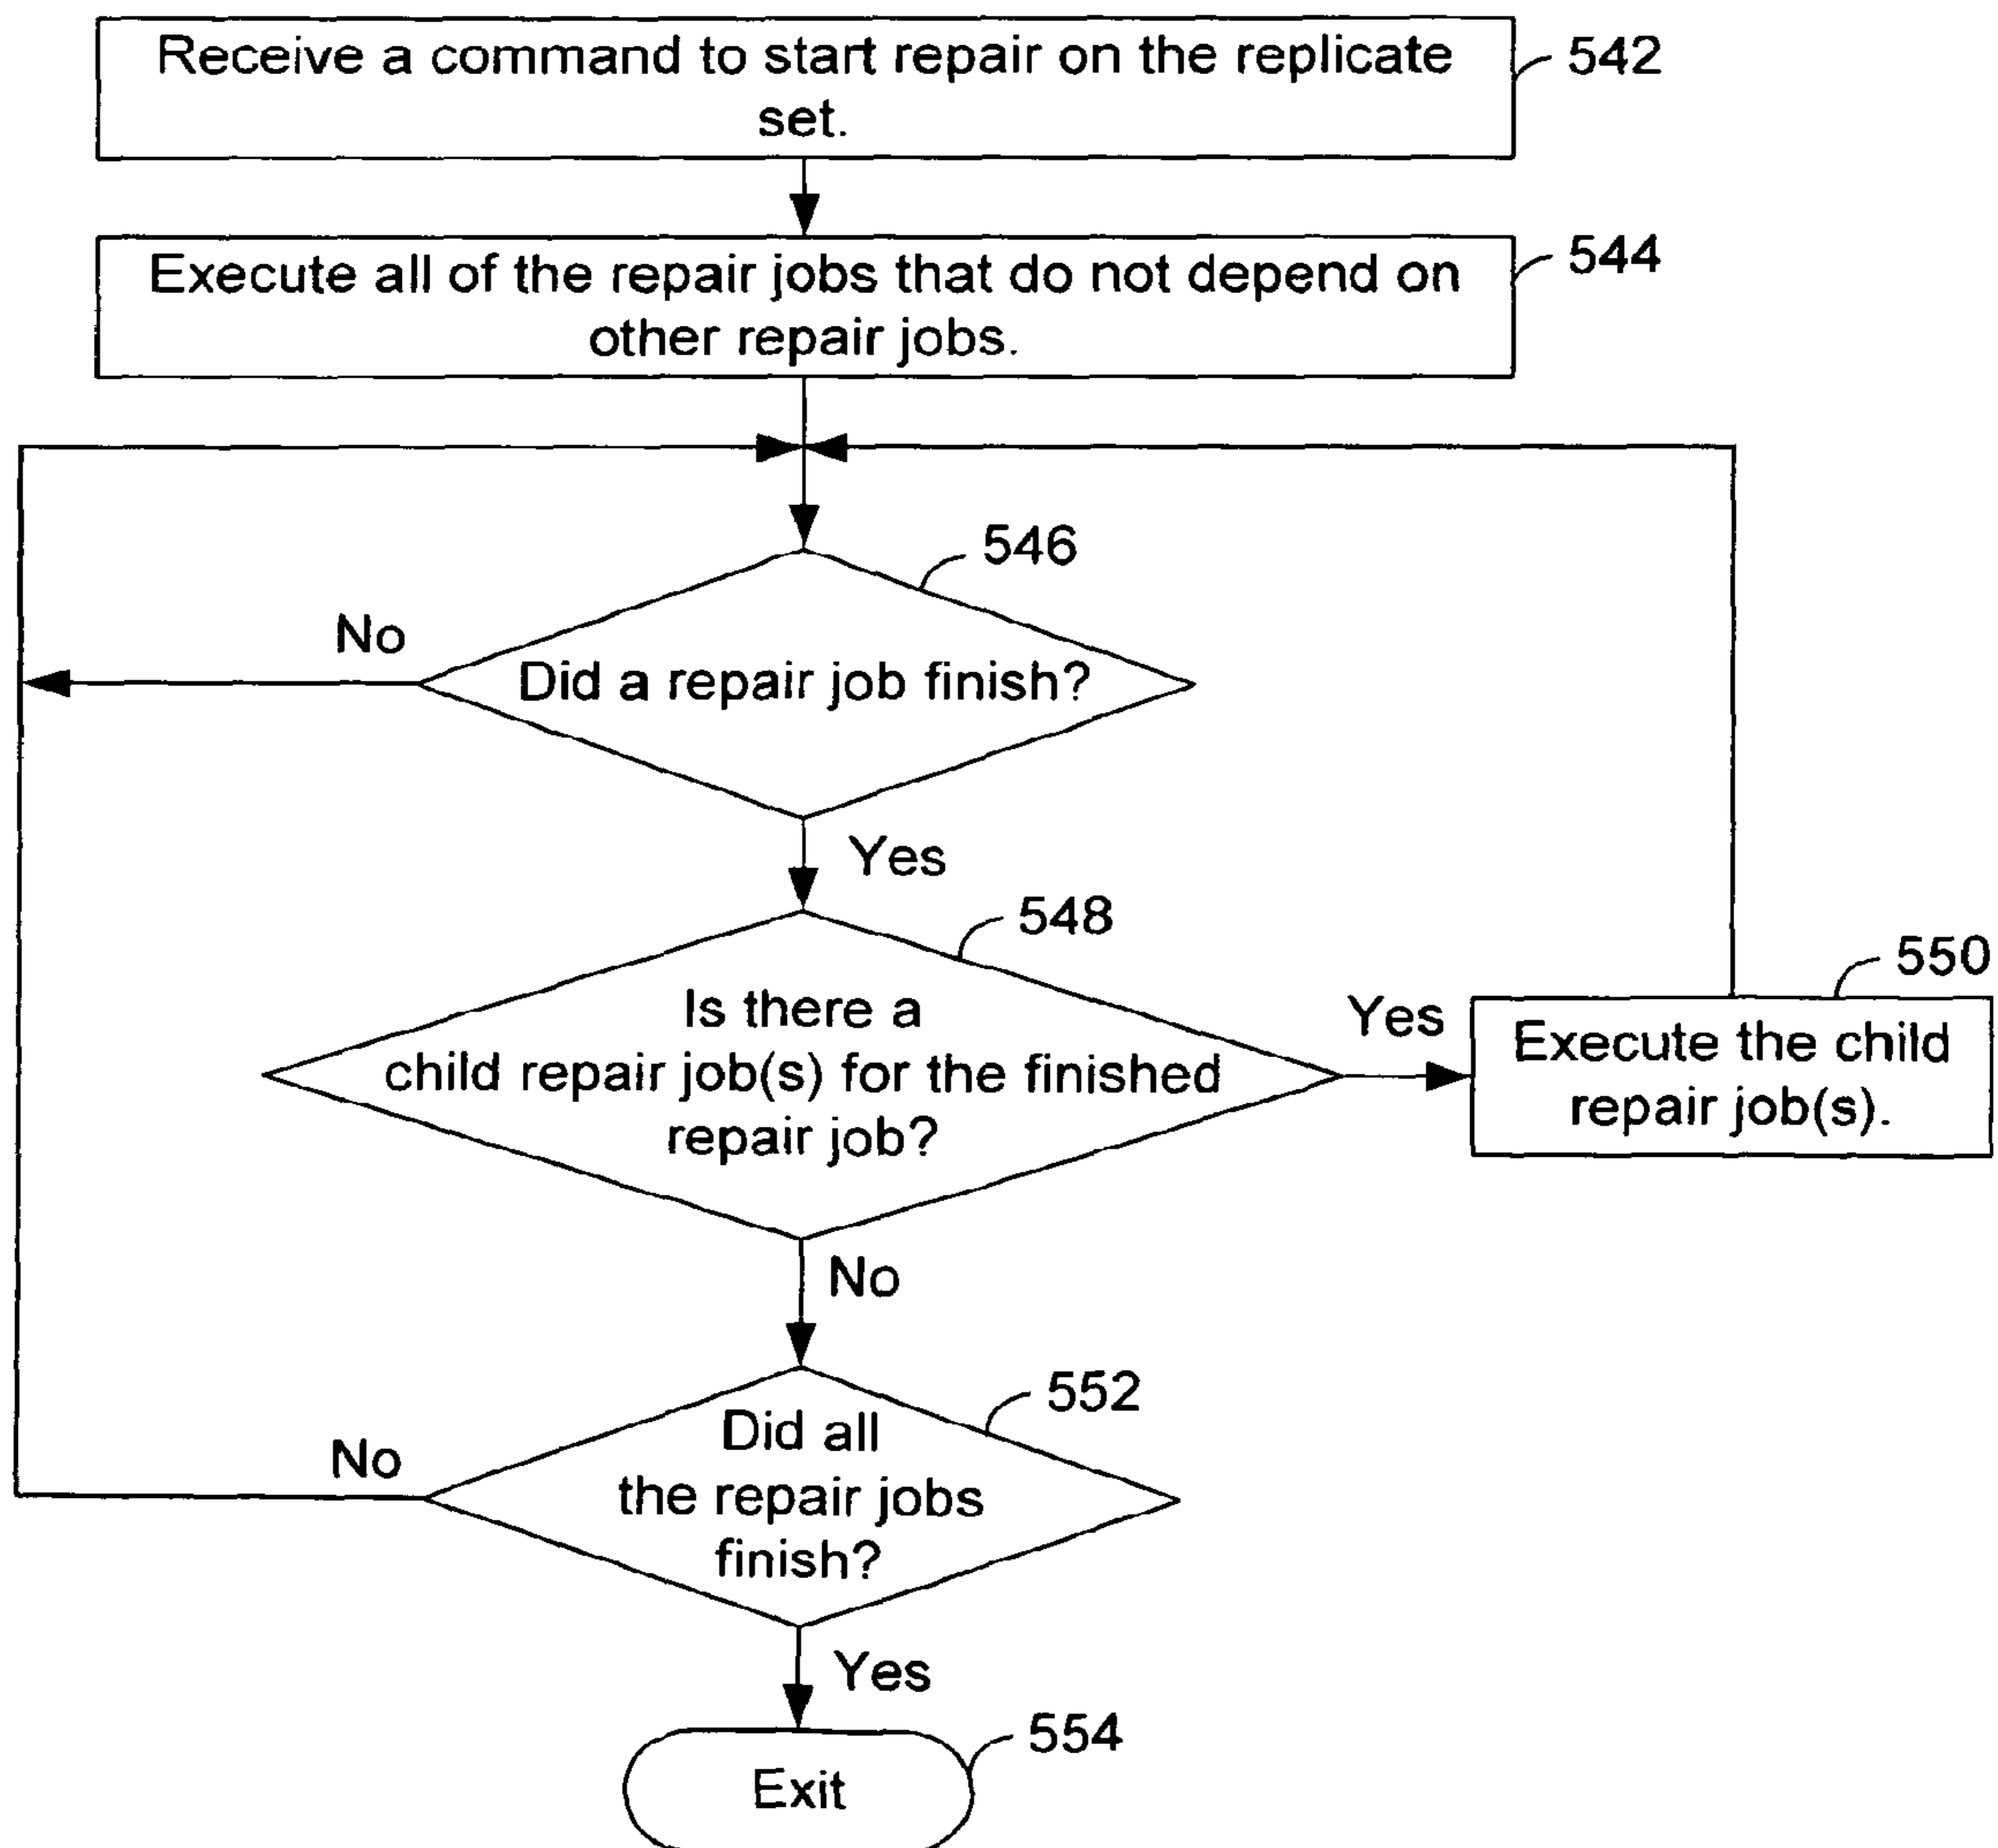 Receive a command to start repair on the replicate
set.
542
Execute all of the repair jobs that do not depend on
other repair jobs.
544
546
No
Did a repair job finish?
Yes
548
Is there a
child repair job(s) for the finished
repair job?
Yes
550
Execute the child
repair job(s).
No
552
Did all
the repair jobs
finish?
No
Yes
554
Exit